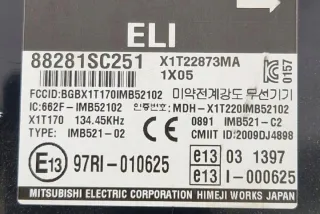 ELI
88281SC251 X1T22873MA
1X05
0157
FCCID:BGBX1T170IMB52102 미약전계강도 무선기기
IC:662F-IMB52102 인증번호: MDH-X1T220IMB52102
X1T170 134.45KHz 0891 IMB521-C2
TYPE: IMB521-02 CMIIT ID:2009DJ4898
E13 97RI-010625 e13 03 1397
e13 I-000625
MITSUBISHI ELECTRIC CORPORATION HIMEJI WORKS JAPAN